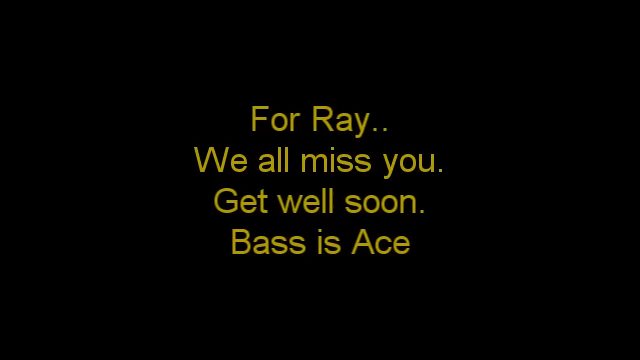 For Ray..
We all miss you.
Get well soon.
Bass is Ace